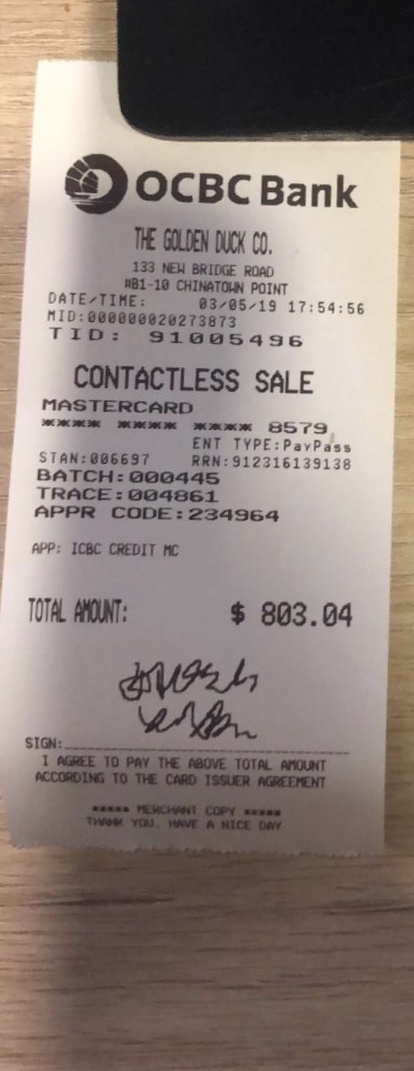 OCBC Bank
THE GOLDEN DUCK CO.
133 NEW BRIDGE ROAD
#B1-10 CHINATOWN POINT
DATE/TIME: 03/05/19 17:54:56
MID:000000020273873
TID: 91005496
CONTACTLESS SALE
MASTERCARD
**** **** **** 8579
ENT TYPE:PayPass
STAN:006697 RRN:912316139138
BATCH:000445
TRACE:004861
APPR CODE:234964
APP: ICBC CREDIT MC
TOTAL AMOUNT: $ 803.04
SIGN:
I AGREE TO PAY THE ABOVE TOTAL AMOUNT
ACCORDING TO THE CARD ISSUER AGREEMENT
***** MERCHANT COPY *****
THANK YOU. HAVE A NICE DAY